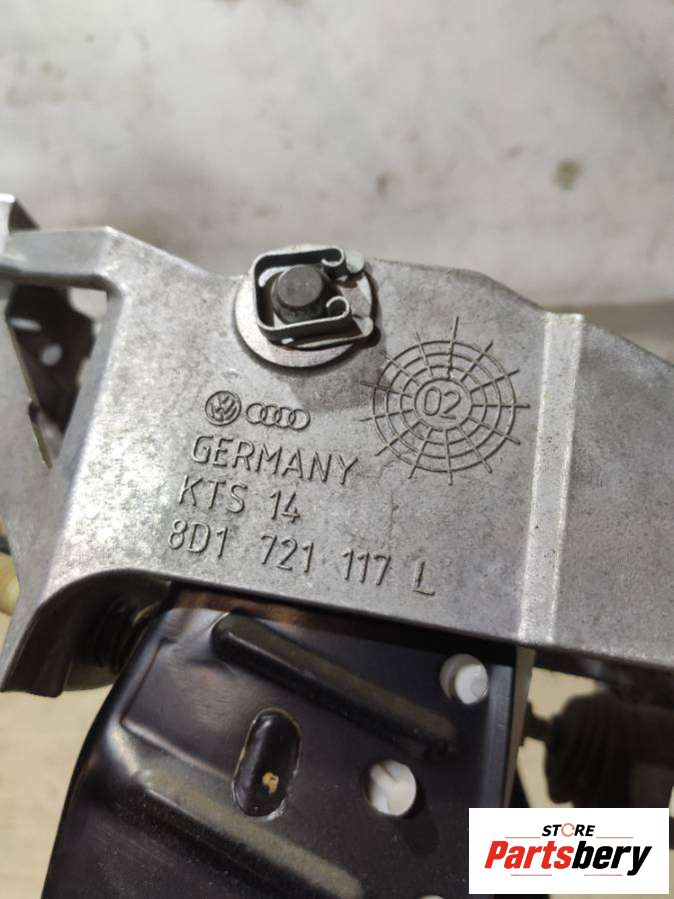 02
GERMANY
KTS 14
8D1 721 117 L
STORE
Partsbery